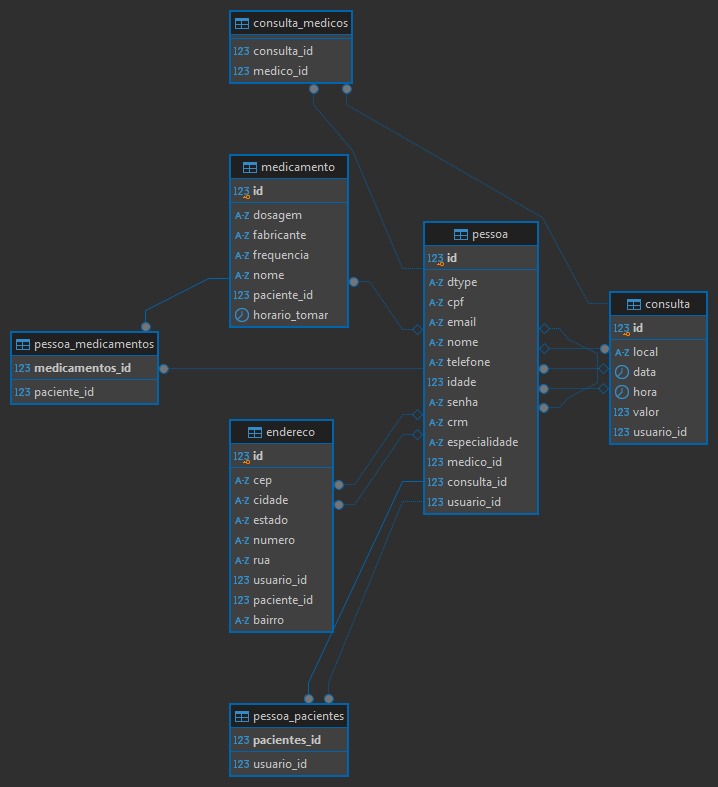 consulta_medicos
123 consulta_id
123 medico_id
medicamento
123 id
A-Z dosagem
A-Z fabricante
A-Z frequencia
A-Z nome
123 paciente_id
horario_tomar
pessoa
123 id
A-Z dtype
A-Z cpf
A-Z email
A-Z nome
A-Z telefone
123 idade
A-Z senha
A-Z crm
A-Z especialidade
123 medico_id
123 consulta_id
123 usuario_id
consulta
123 id
A-Z local
data
hora
123 valor
123 usuario_id
pessoa_medicamentos
123 medicamentos_id
123 paciente_id
endereco
123 id
A-Z cep
A-Z cidade
A-Z estado
A-Z numero
A-Z rua
123 usuario_id
123 paciente_id
A-Z bairro
pessoa_pacientes
123 pacientes_id
123 usuario_id